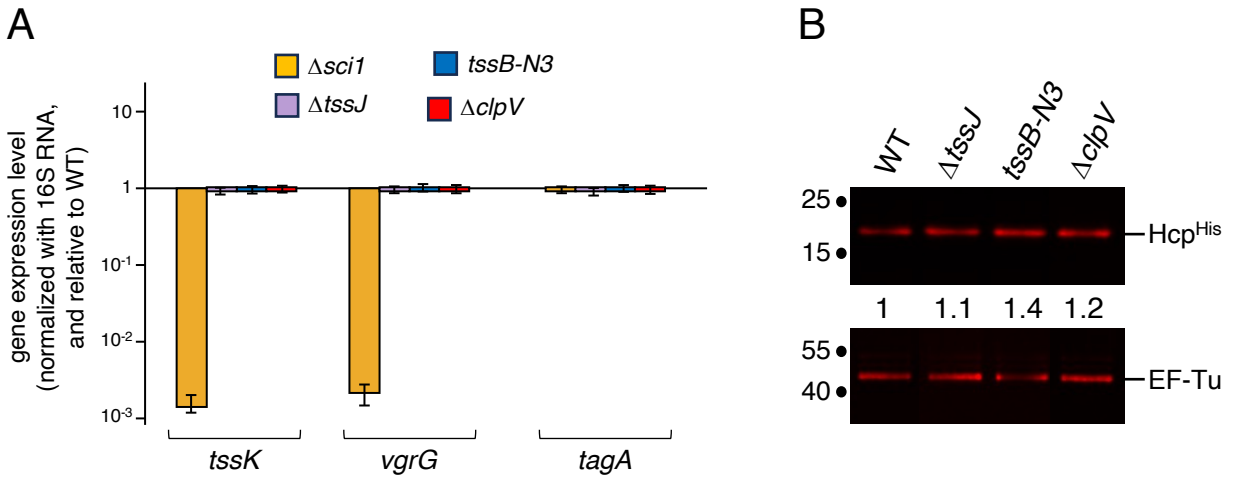 A
B
Δsci1
tssB-N3
ΔtssJ
ΔclpV
gene expression level
(normalized with 16S RNA,
and relative to WT)
10
1
10-1
10-2
10-3
tssK vgrG tagA
WT ΔtssJ tssB-N3 ΔclpV
25
15
HcpHis
1 1.1 1.4 1.2
55
40
EF-Tu